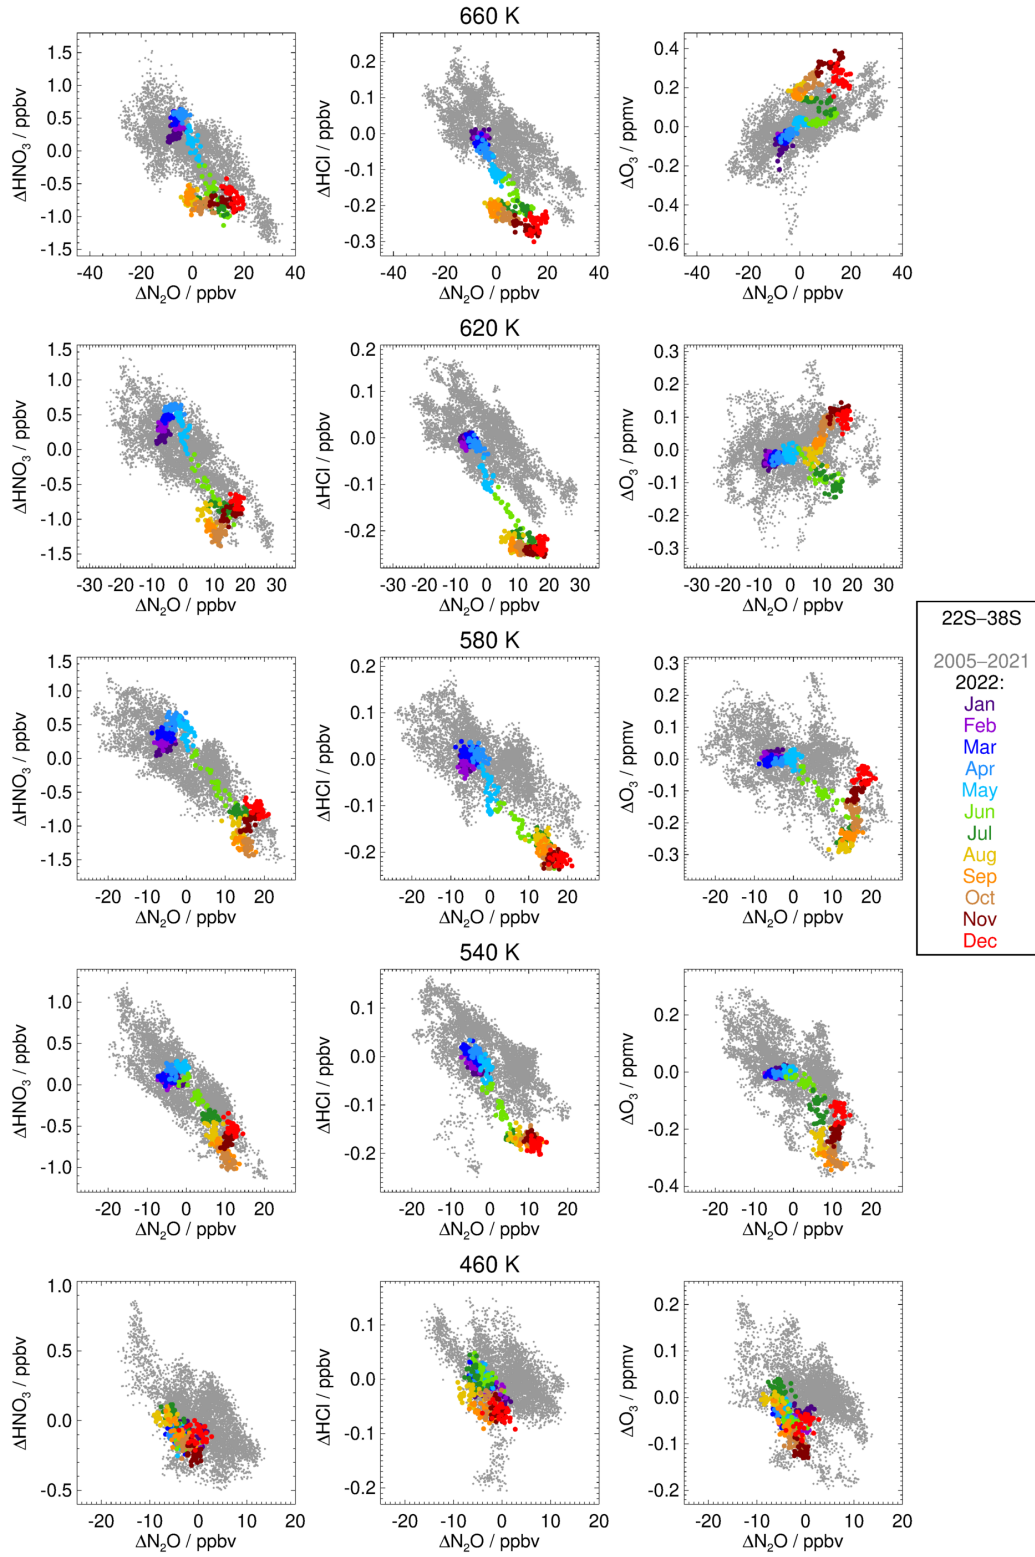 660 K
ΔHNO3 / ppbv
1.5
1.0
0.5
0.0
-0.5
-1.0
-1.5
-40 -20 0 20 40
ΔN2O / ppbv
ΔHCl / ppbv
0.2
0.1
0.0
-0.1
-0.2
-0.3
-40 -20 0 20 40
ΔN2O / ppbv
ΔO3 / ppmv
0.4
0.2
0.0
-0.2
-0.4
-0.6
-40 -20 0 20 40
ΔN2O / ppbv
620 K
ΔHNO3 / ppbv
1.5
1.0
0.5
0.0
-0.5
-1.0
-1.5
-30 -20 -10 0 10 20 30
ΔN2O / ppbv
ΔHCl / ppbv
0.2
0.1
0.0
-0.1
-0.2
-30 -20 -10 0 10 20 30
ΔN2O / ppbv
ΔO3 / ppmv
0.3
0.2
0.1
0.0
-0.1
-0.2
-0.3
-30 -20 -10 0 10 20 30
ΔN2O / ppbv
580 K
ΔHNO3 / ppbv
1.5
1.0
0.5
0.0
-0.5
-1.0
-1.5
-20 -10 0 10 20
ΔN2O / ppbv
ΔHCl / ppbv
0.2
0.1
0.0
-0.1
-0.2
-20 -10 0 10 20
ΔN2O / ppbv
ΔO3 / ppmv
0.3
0.2
0.1
0.0
-0.1
-0.2
-0.3
-20 -10 0 10 20
ΔN2O / ppbv
540 K
ΔHNO3 / ppbv
1.0
0.5
0.0
-0.5
-1.0
-20 -10 0 10 20
ΔN2O / ppbv
ΔHCl / ppbv
0.1
0.0
-0.1
-0.2
-20 -10 0 10 20
ΔN2O / ppbv
ΔO3 / ppmv
0.2
0.0
-0.2
-0.4
-20 -10 0 10 20
ΔN2O / ppbv
460 K
ΔHNO3 / ppbv
1.0
0.5
0.0
-0.5
-20 -10 0 10 20
ΔN2O / ppbv
ΔHCl / ppbv
0.1
0.0
-0.1
-0.2
-20 -10 0 10 20
ΔN2O / ppbv
ΔO3 / ppmv
0.2
0.1
0.0
-0.1
-0.2
-20 -10 0 10 20
ΔN2O / ppbv
22S–38S
2005–2021
2022:
Jan
Feb
Mar
Apr
May
Jun
Jul
Aug
Sep
Oct
Nov
Dec